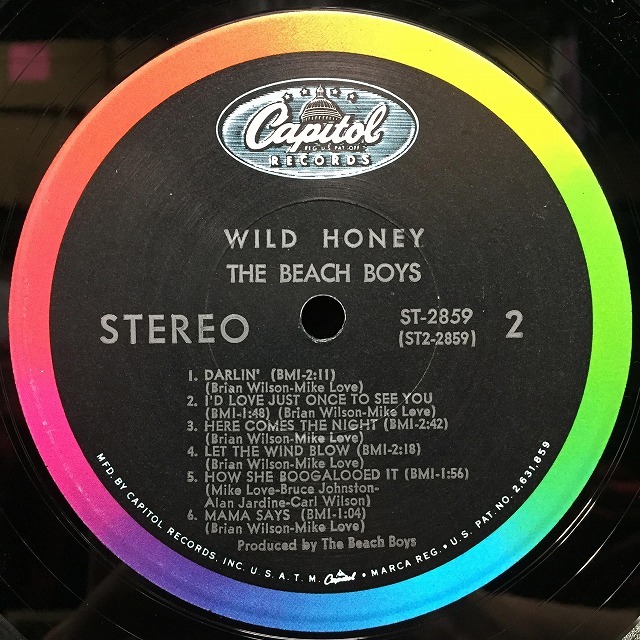 Capitol
REG. U.S. PAT. OFF.
RECORDS
WILD HONEY
THE BEACH BOYS
STEREO
ST-2859
(ST2-2859)
2
1. DARLIN' (BMI-2:11)
(Brian Wilson-Mike Love)
2. I'D LOVE JUST ONCE TO SEE YOU
(BMI-1:48) (Brian Wilson-Mike Love)
3. HERE COMES THE NIGHT (BMI-2:42)
(Brian Wilson-Mike Love)
4. LET THE WIND BLOW (BMI-2:18)
(Brian Wilson-Mike Love)
5. HOW SHE BOOGALOOED IT (BMI-1:56)
(Mike Love-Bruce Johnston-
Alan Jardine-Carl Wilson)
6. MAMA SAYS (BMI-1:04)
(Brian Wilson-Mike Love)
Produced by The Beach Boys
MFD. BY CAPITOL RECORDS, INC. U.S.A. T.M. Capitol • MARCA REG. • U.S. PAT. NO. 2,631,859